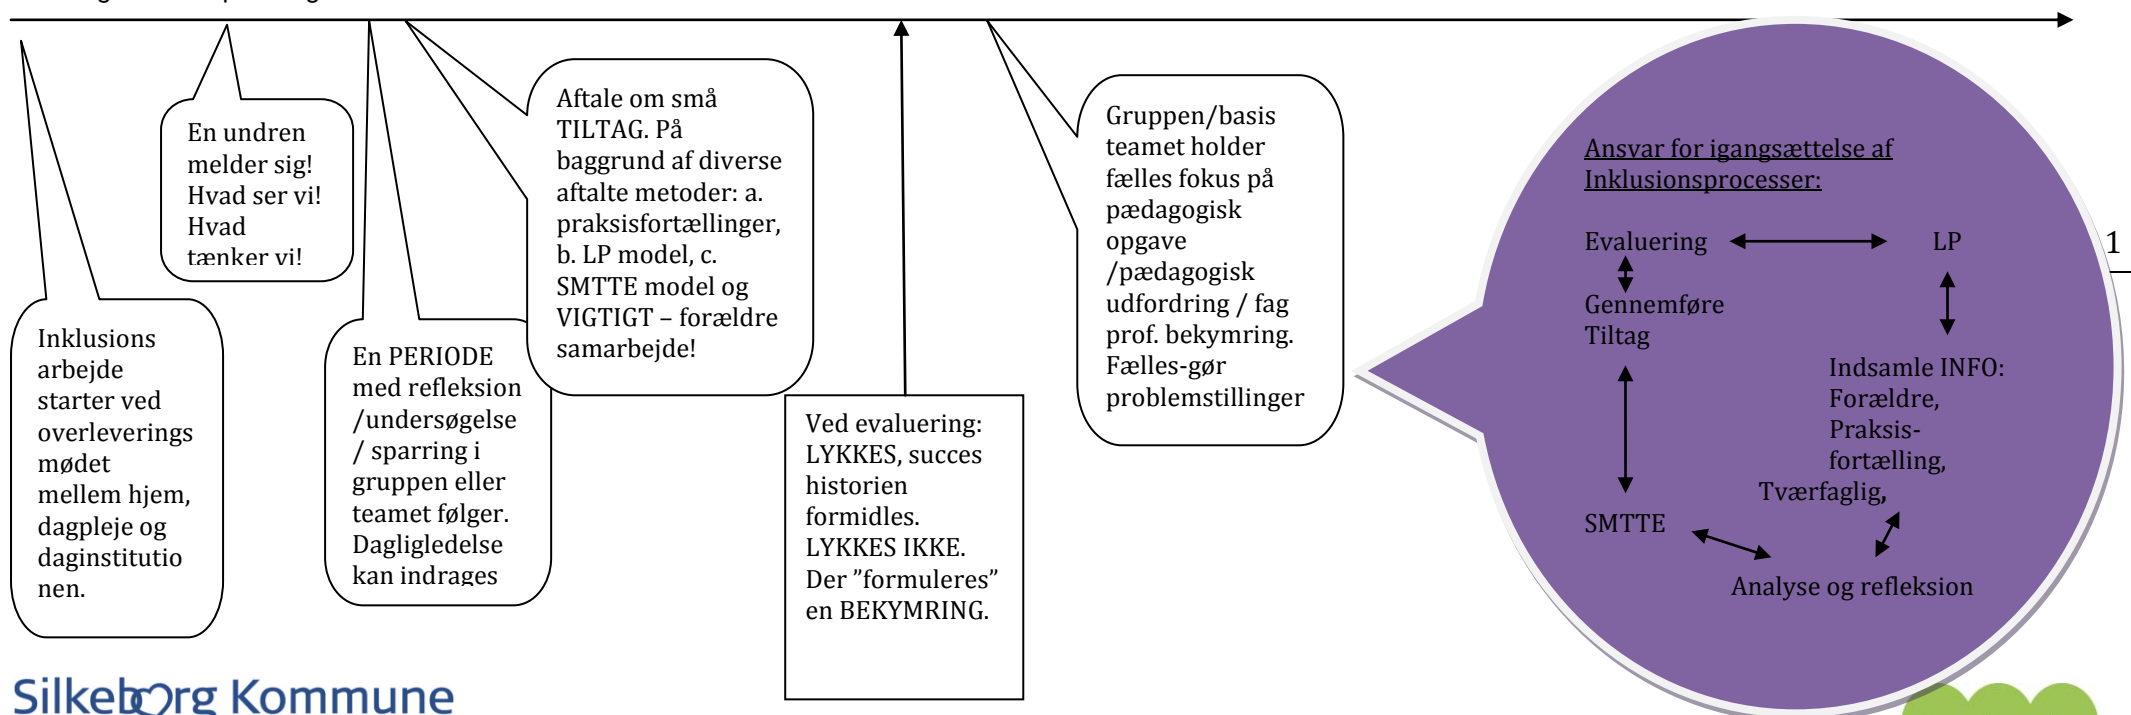 En undren
melder sig!
Hvad ser vi!
Hvad
tænker vi!
Inklusions
arbejde
starter ved
overleverings
mødet
mellem hjem,
dagpleje og
daginstitutio
nen.
En PERIODE
med refleksion
/undersøgelse
/ sparring i
gruppen eller
teamet følger.
Dagligledelse
kan indrages
Aftale om små
TILTAG. På
baggrund af diverse
aftalte metoder: a.
praksisfortællinger,
b. LP model, c.
SMTTE model og
VIGTIGT – forældre
samarbejde!
Ved evaluering:
LYKKES, succes
historien
formidles.
LYKKES IKKE.
Der ”formuleres”
en BEKYMRING.
Gruppen/basis
teamet holder
fælles fokus på
pædagogisk
opgave
/pædagogisk
udfordring / fag
prof. bekymring.
Fælles-gør
problemstillinger
Ansvar for igangsættelse af
Inklusionsprocesser:
Evaluering
LP
Gennemføre
Tiltag
Indsamle INFO:
Forældre,
Praksis-
fortælling,
Tværfaglig,
SMTTE
Analyse og refleksion
1
Silkeborg Kommune